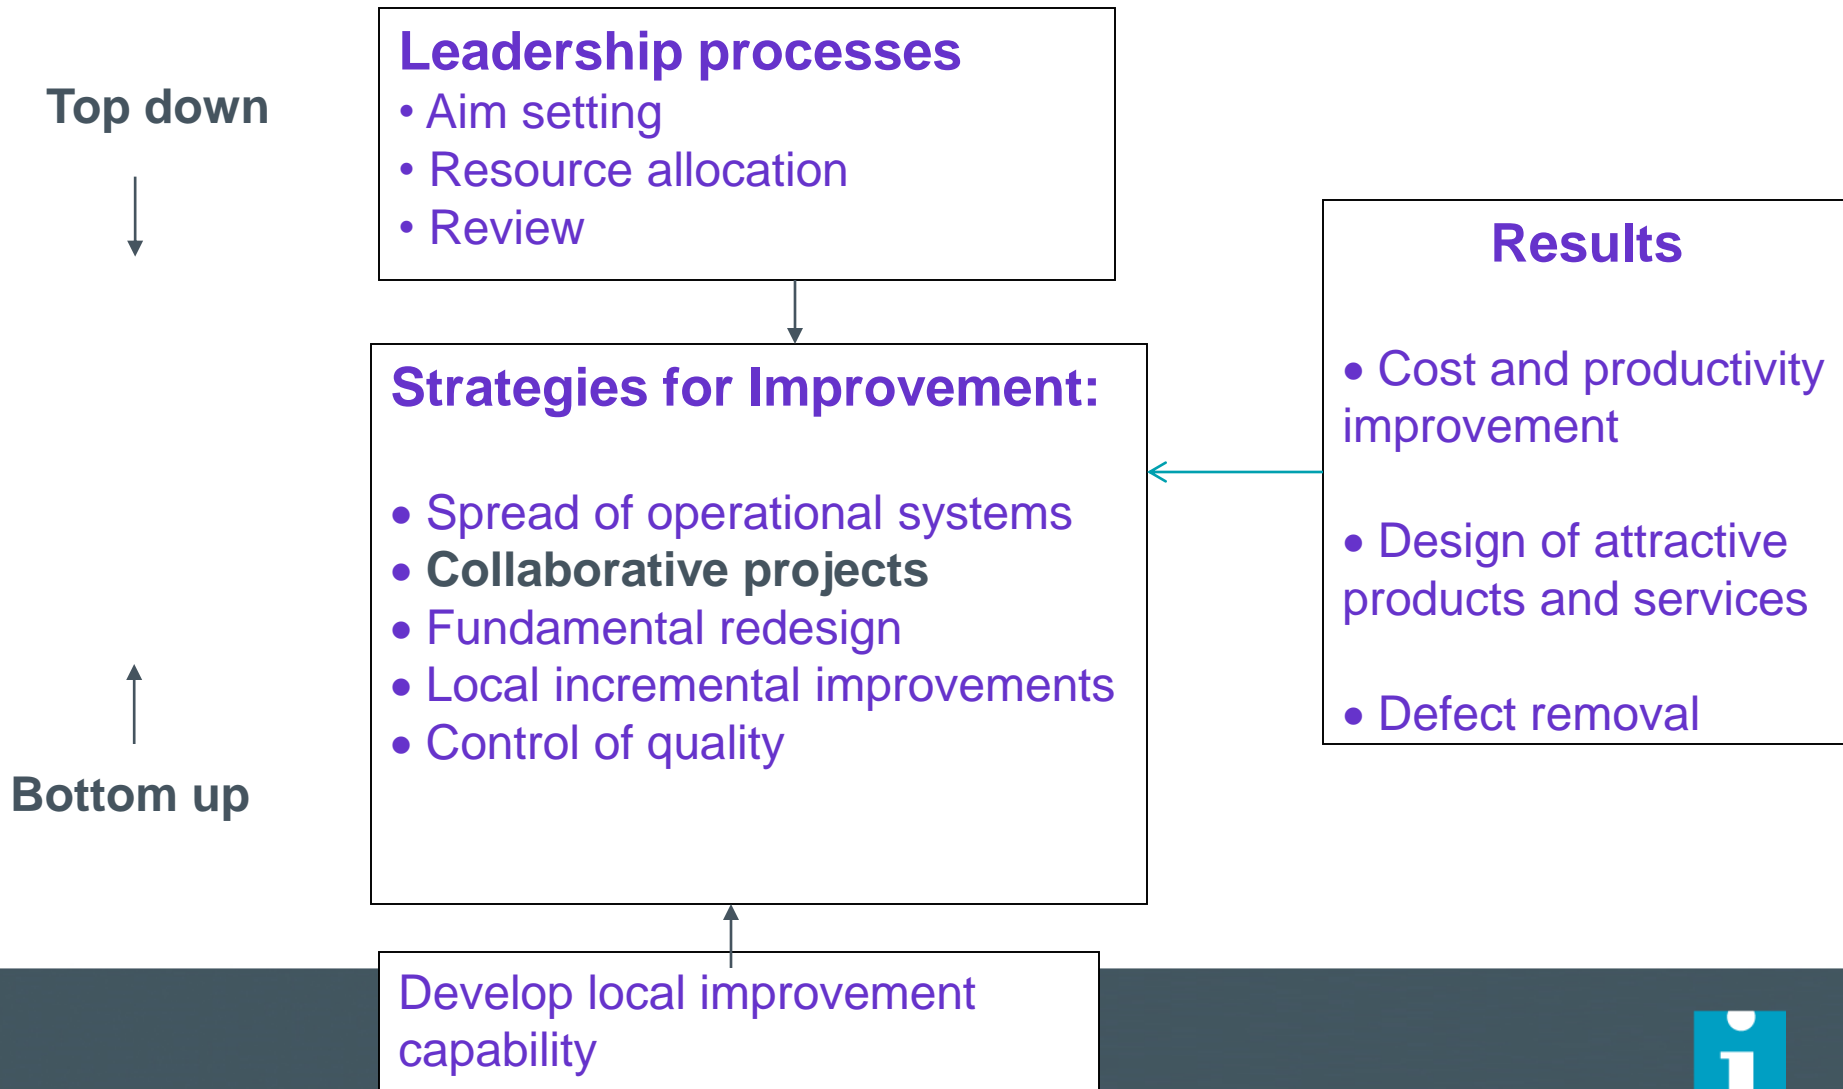 Top down
Leadership processes
• Aim setting
• Resource allocation
• Review
Strategies for Improvement:
• Spread of operational systems
• Collaborative projects
• Fundamental redesign
• Local incremental improvements
• Control of quality
Results
• Cost and productivity
improvement
• Design of attractive
products and services
• Defect removal
Bottom up
Develop local improvement
capability
i